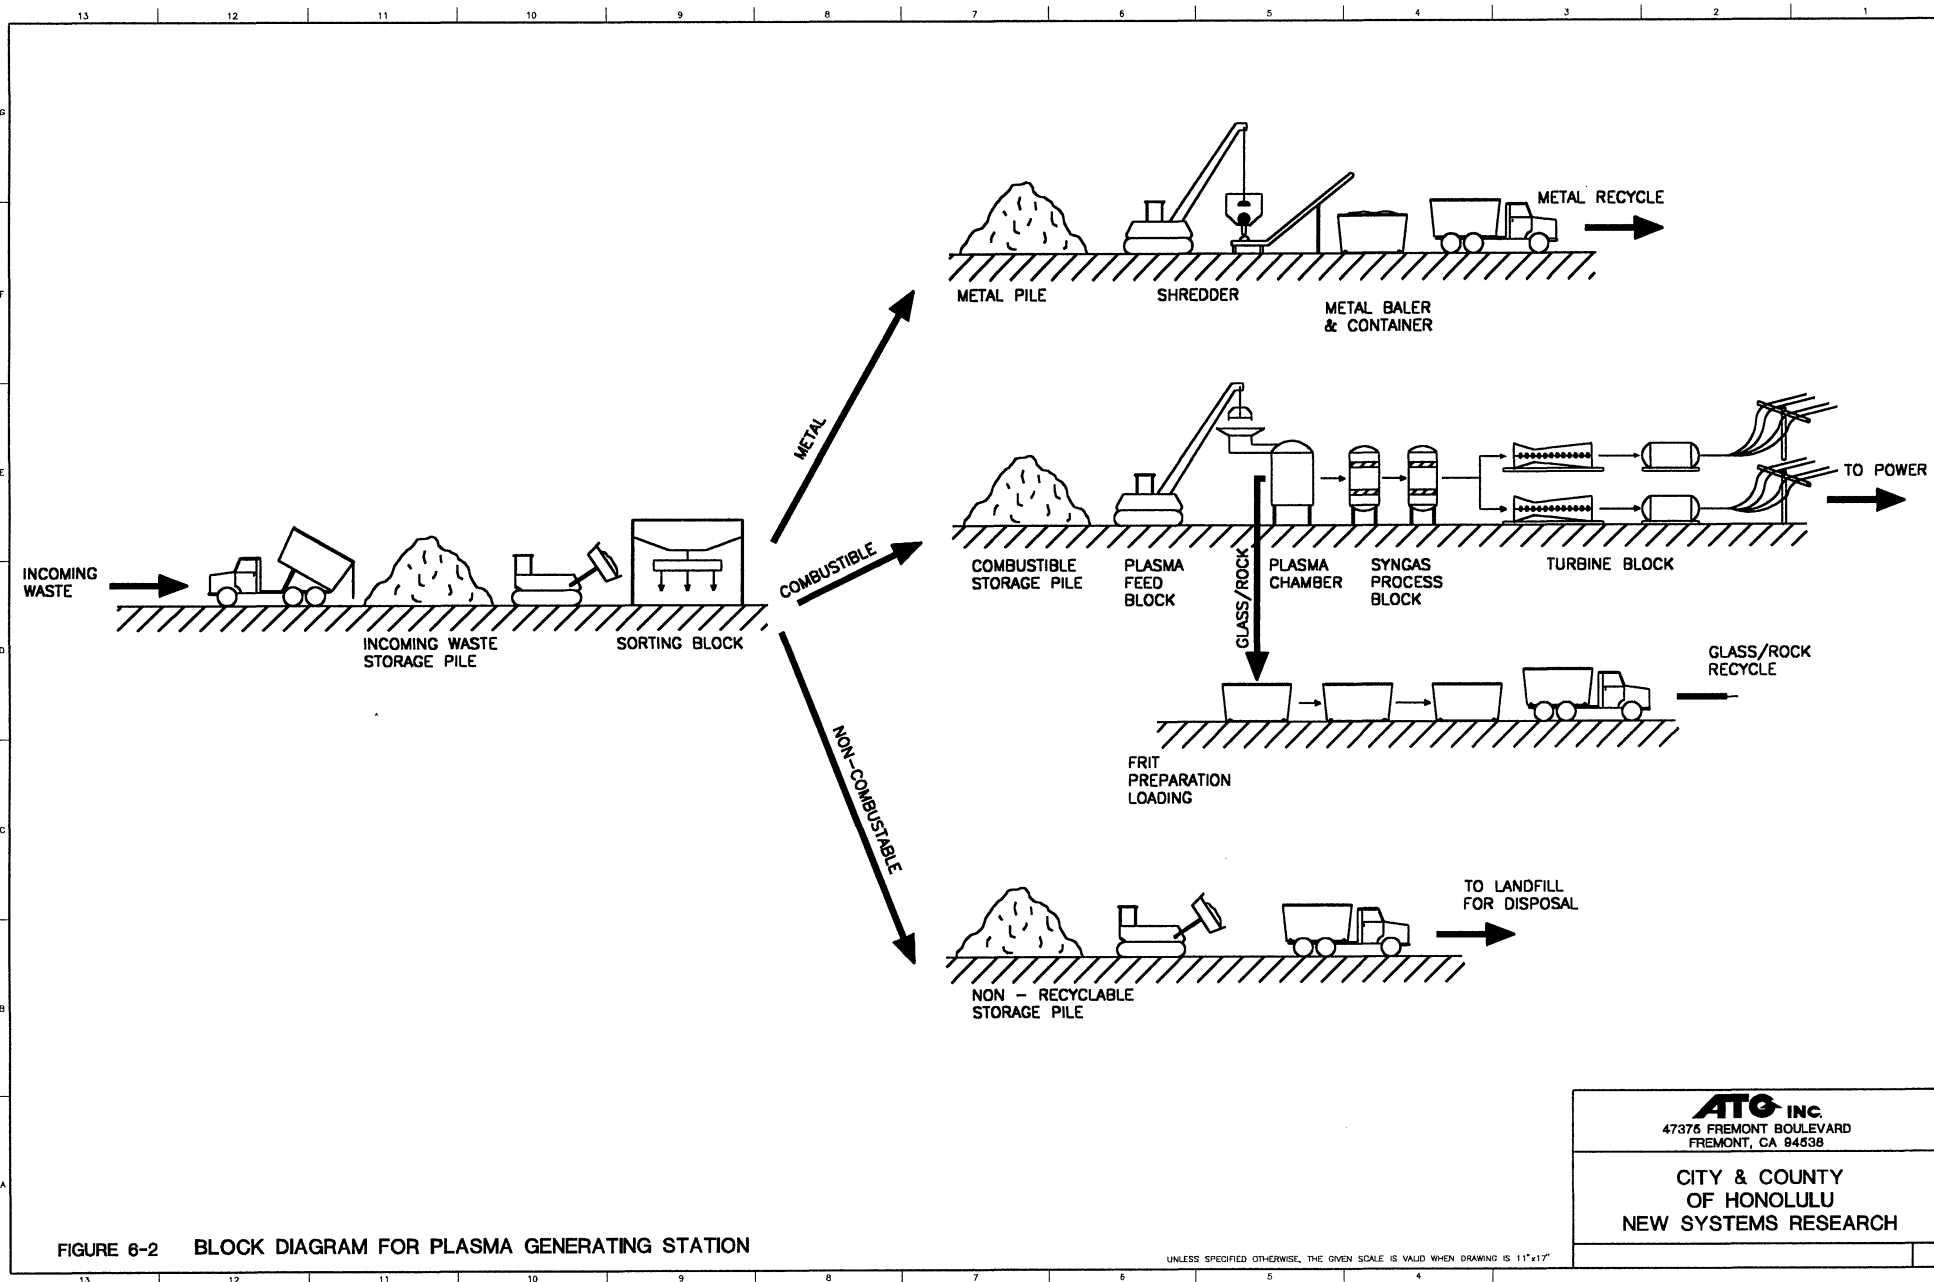 13 12 11 10 9 8 7 6 5 4 3 2 1
G
F
E
D
C
B
A
METAL RECYCLE
METAL PILE
SHREDDER
METAL BALER
& CONTAINER
METAL
TO POWER
COMBUSTIBLE
COMBUSTIBLE
STORAGE PILE
PLASMA
FEED
BLOCK
GLASS/ROCK
PLASMA
CHAMBER
SYNGAS
PROCESS
BLOCK
TURBINE BLOCK
INCOMING
WASTE
INCOMING WASTE
STORAGE PILE
SORTING BLOCK
GLASS/ROCK
RECYCLE
NON-COMBUSTABLE
FRIT
PREPARATION
LOADING
TO LANDFILL
FOR DISPOSAL
NON - RECYCLABLE
STORAGE PILE
ATG INC.
47375 FREMONT BOULEVARD
FREMONT, CA 94538
CITY & COUNTY
OF HONOLULU
NEW SYSTEMS RESEARCH
FIGURE 6-2 BLOCK DIAGRAM FOR PLASMA GENERATING STATION
UNLESS SPECIFIED OTHERWISE, THE GIVEN SCALE IS VALID WHEN DRAWING IS 11"x17"
13 12 11 10 9 8 7 6 5 4